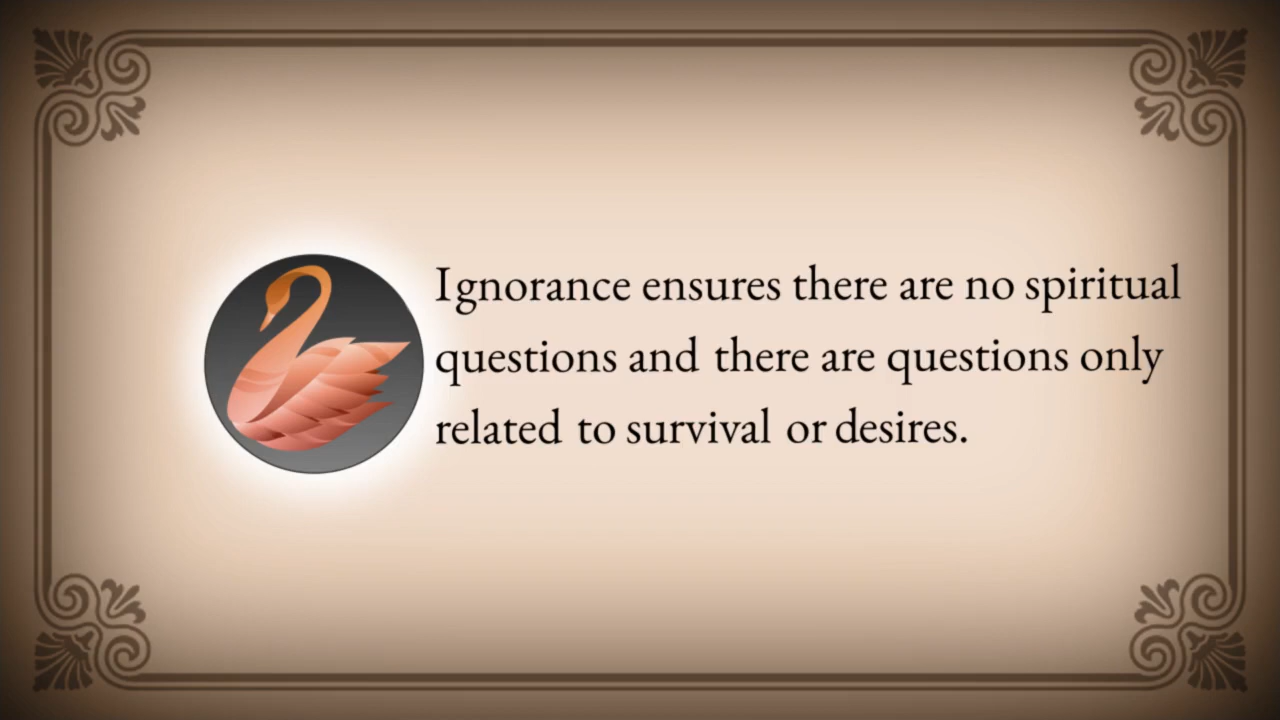 Ignorance ensures there are no spiritual
questions and there are questions only
related to survival or desires.